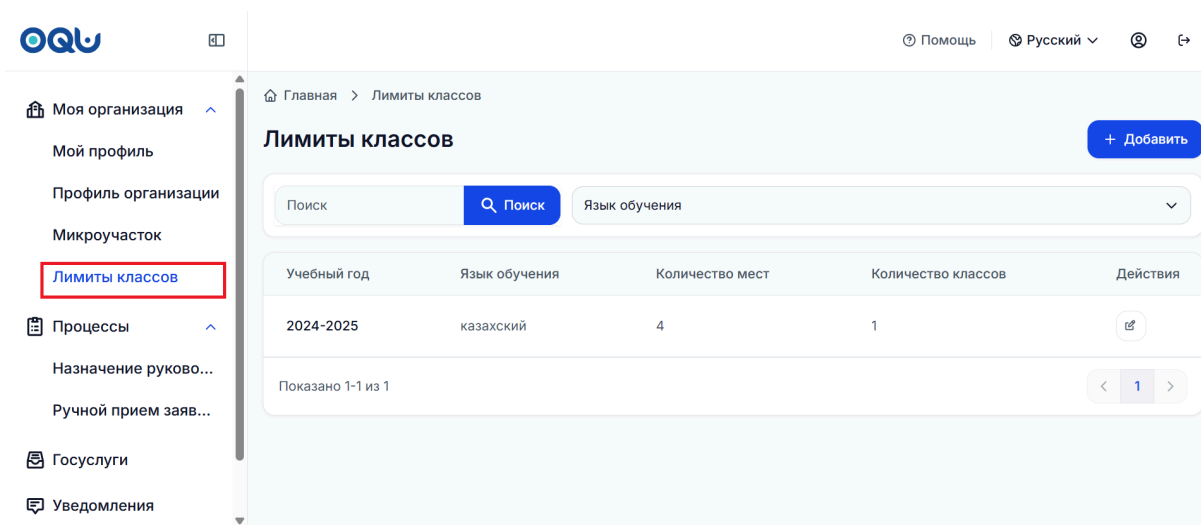 OQU
Помощь
Русский
Моя организация
Мой профиль
Профиль организации
Микроучасток
Лимиты классов
Процессы
Назначение руково...
Ручной прием заяв...
Госуслуги
Уведомления
Главная > Лимиты классов
Лимиты классов
+ Добавить
Поиск
Поиск
Язык обучения
Учебный год Язык обучения Количество мест Количество классов Действия
2024-2025 казахский 4 1
Показано 1-1 из 1
< 1 >